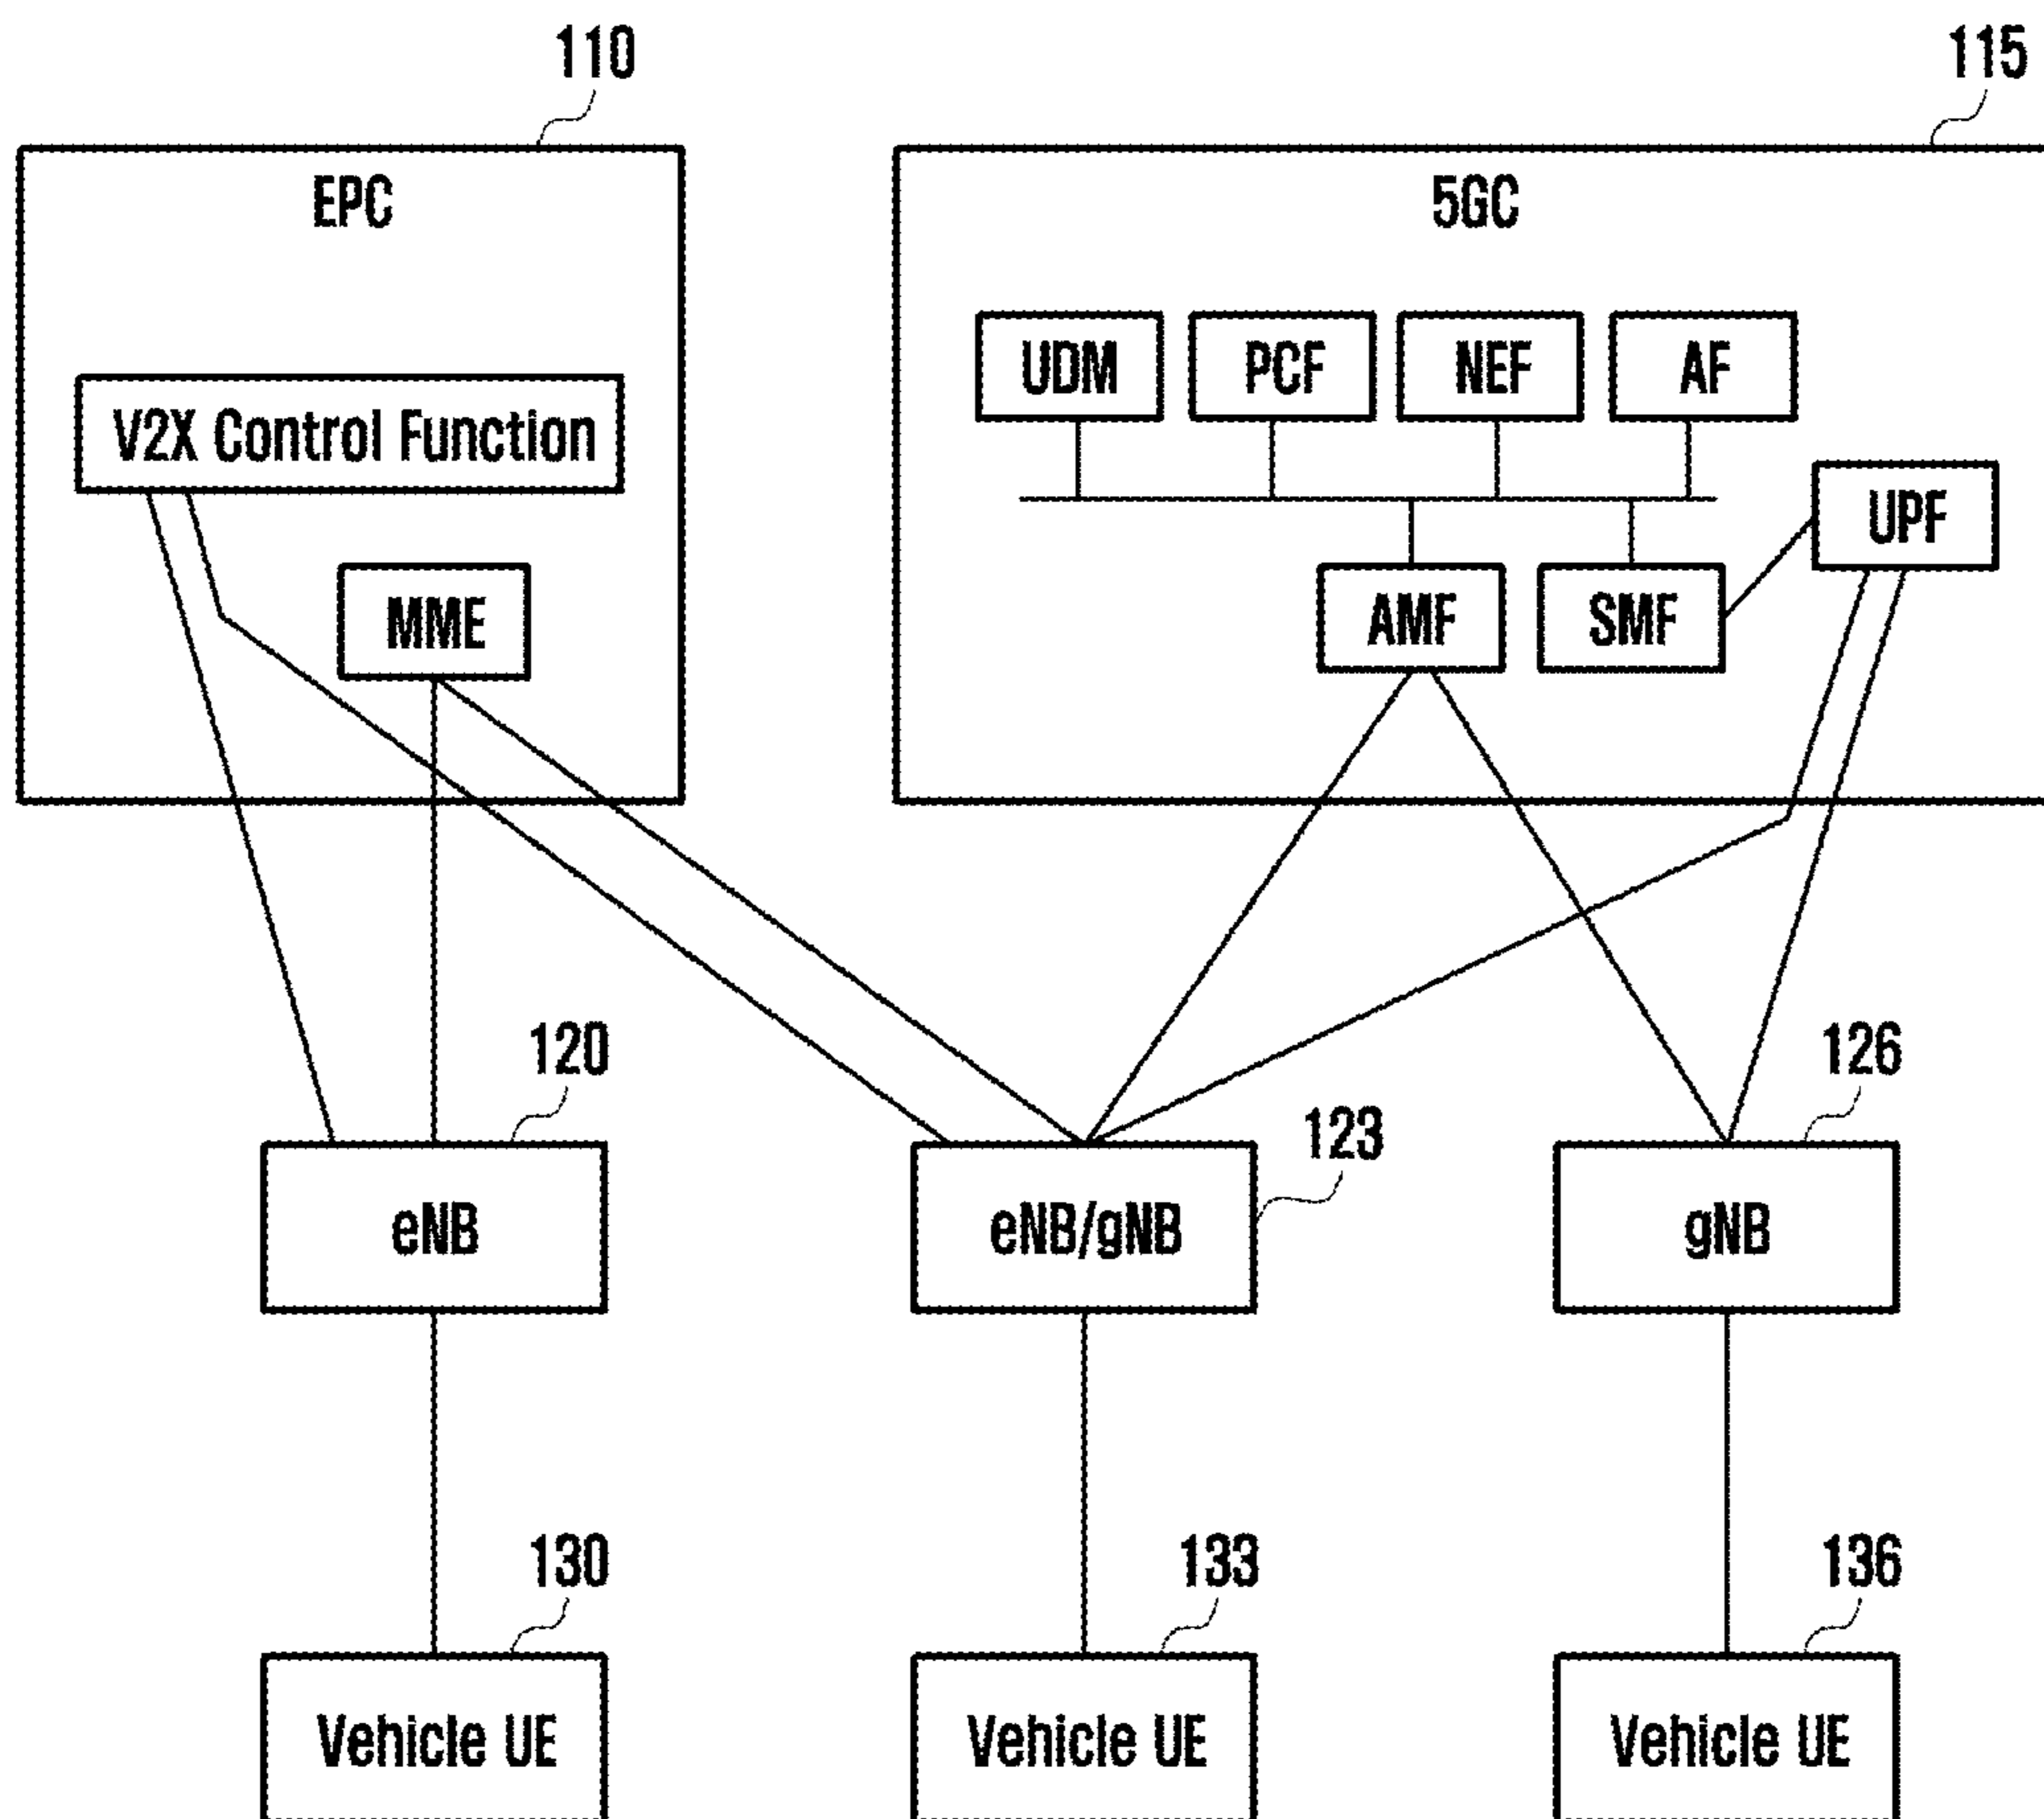 110
115
EPC
5GC
UDM
PCF
NEF
AF
V2X Control Function
UPF
MME
AMF
SMF
120
126
123
eNB
eNB/gNB
gNB
130
133
136
Vehicle UE
Vehicle UE
Vehicle UE